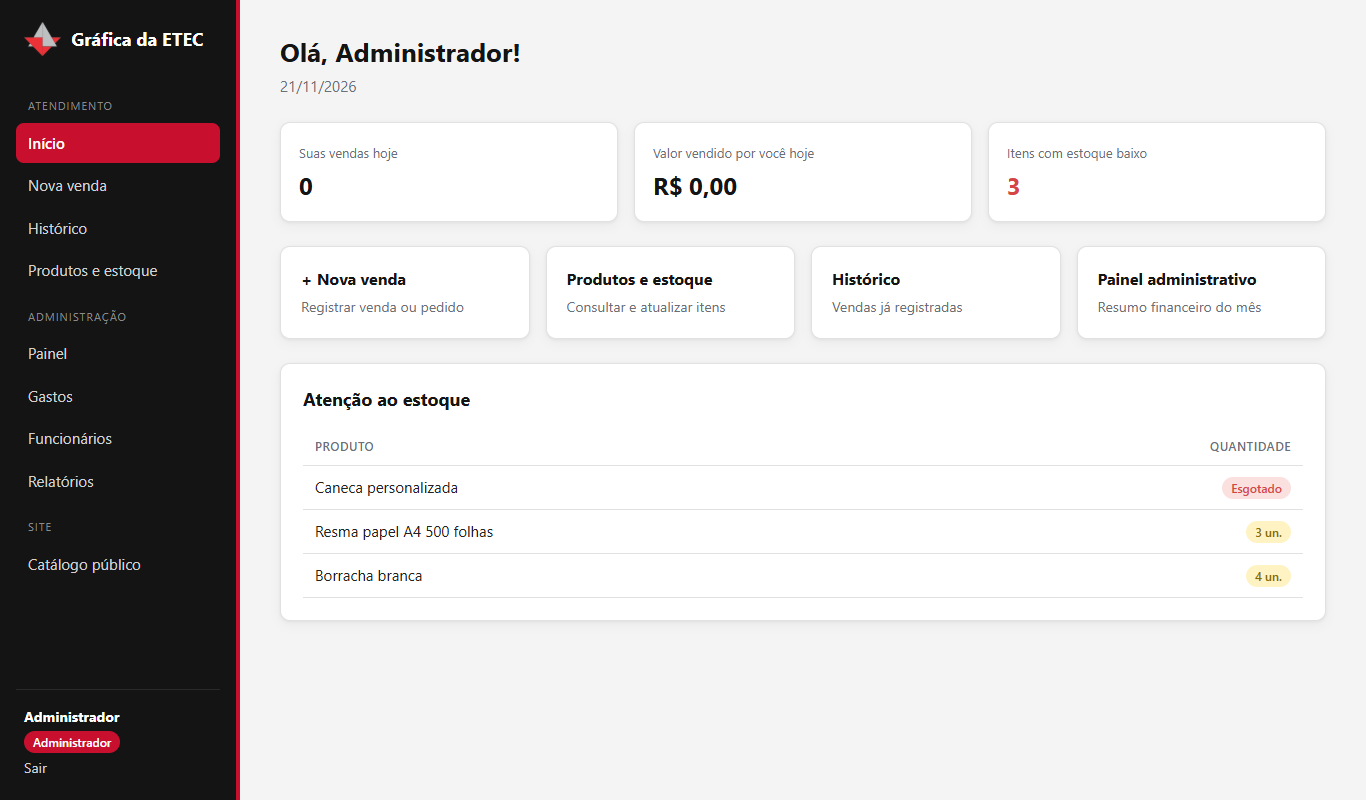 Gráfica da ETEC
ATENDIMENTO
Início
Nova venda
Histórico
Produtos e estoque
ADMINISTRAÇÃO
Painel
Gastos
Funcionários
Relatórios
SITE
Catálogo público
Administrador
Administrador
Sair
Olá, Administrador!
21/11/2026
Suas vendas hoje
0
Valor vendido por você hoje
R$ 0,00
Itens com estoque baixo
3
+ Nova venda
Registrar venda ou pedido
Produtos e estoque
Consultar e atualizar itens
Histórico
Vendas já registradas
Painel administrativo
Resumo financeiro do mês
Atenção ao estoque
PRODUTO QUANTIDADE
Caneca personalizada Esgotado
Resma papel A4 500 folhas 3 un.
Borracha branca 4 un.